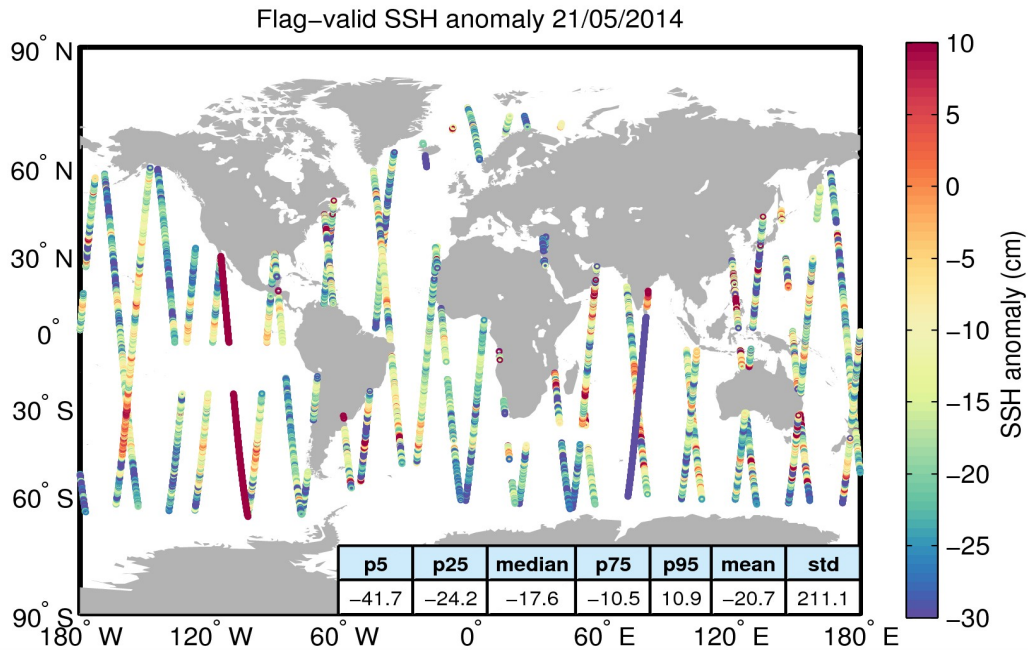 Flag−valid SSH anomaly 21/05/2014
90° N
60° N
30° N
0°
30° S
60° S
90° S
180° W
120° W
60° W
0°
60° E
120° E
180° E
p5 p25 median p75 p95 mean std
−41.7 −24.2 −17.6 −10.5 10.9 −20.7 211.1
10
5
0
−5
−10
−15
−20
−25
−30
SSH anomaly (cm)